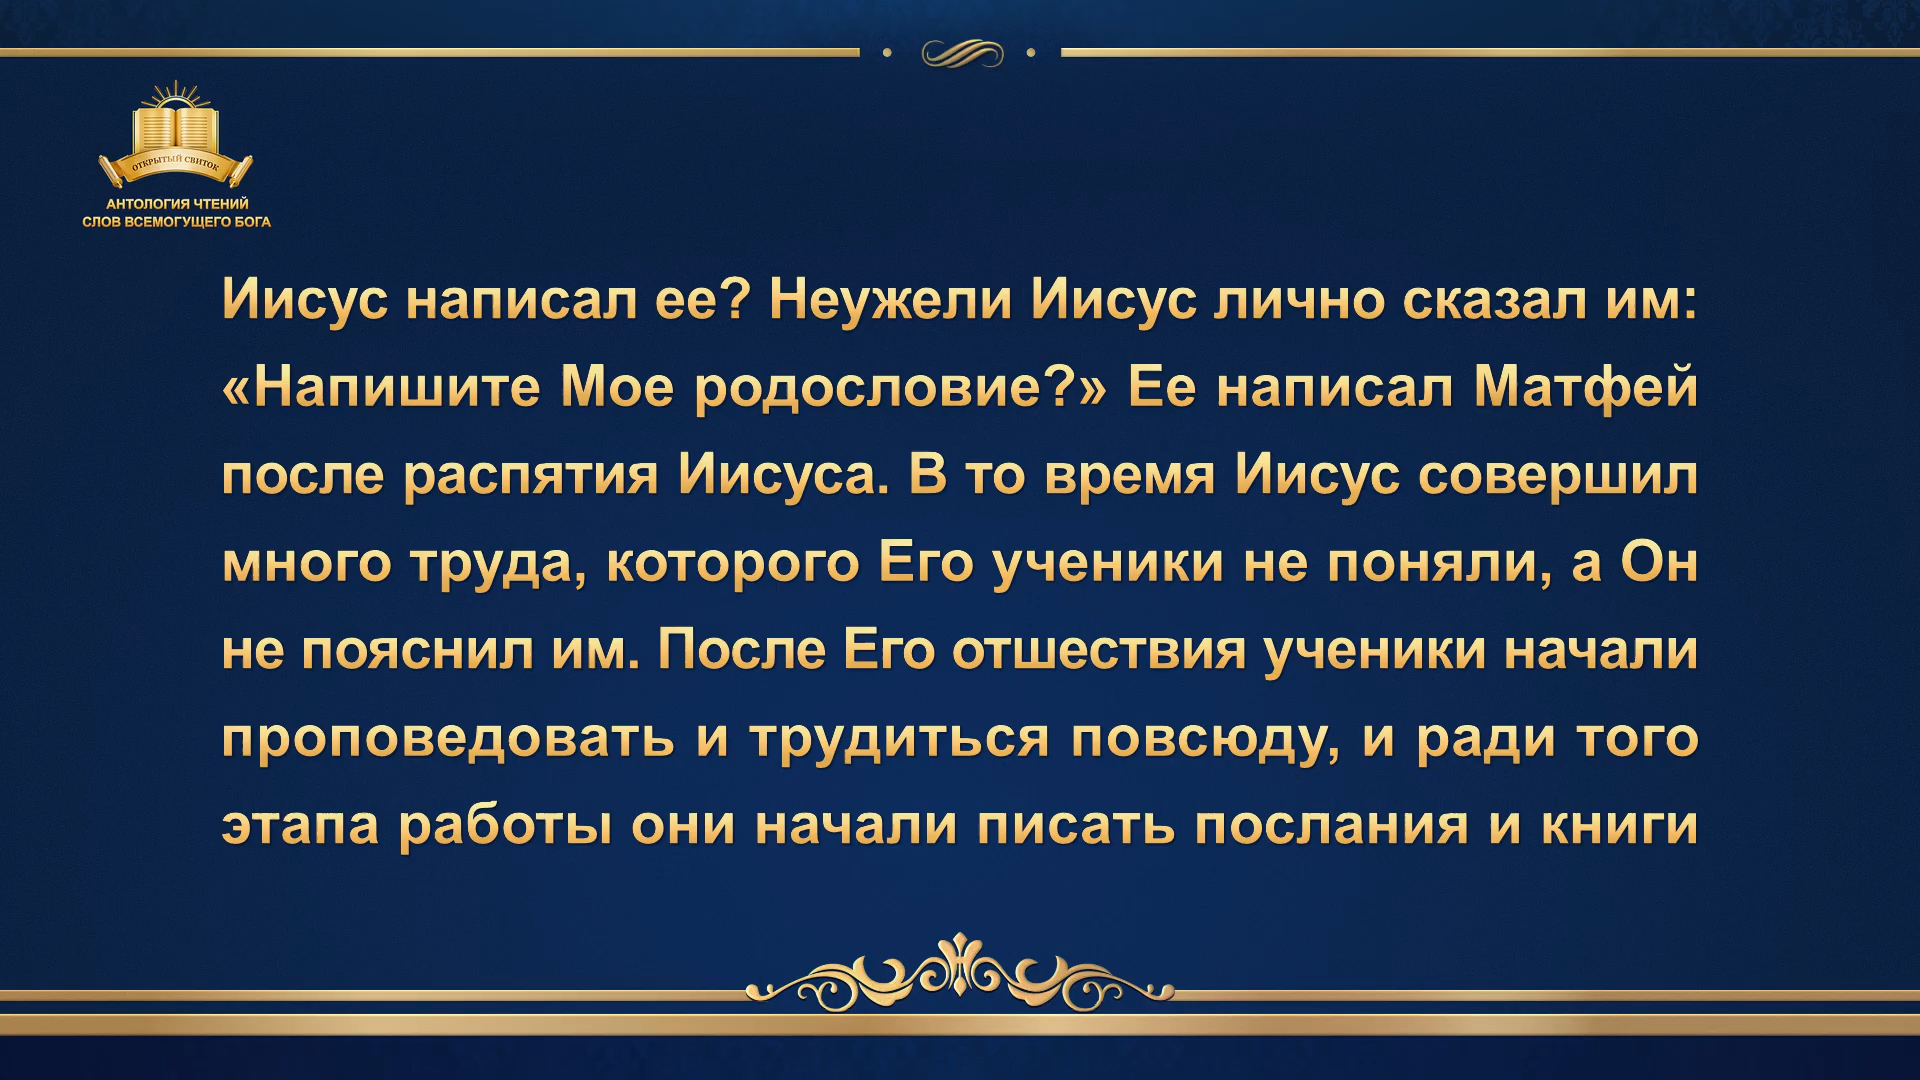 ОТКРЫТЫЙ СВИТОК
АНТОЛОГИЯ ЧТЕНИЙ
СЛОВ ВСЕМОГУЩЕГО БОГА
Иисус написал ее? Неужели Иисус лично сказал им:
«Напишите Мое родословие?» Ее написал Матфей
после распятия Иисуса. В то время Иисус совершил
много труда, которого Его ученики не поняли, а Он
не пояснил им. После Его отшествия ученики начали
проповедовать и трудиться повсюду, и ради того
этапа работы они начали писать послания и книги